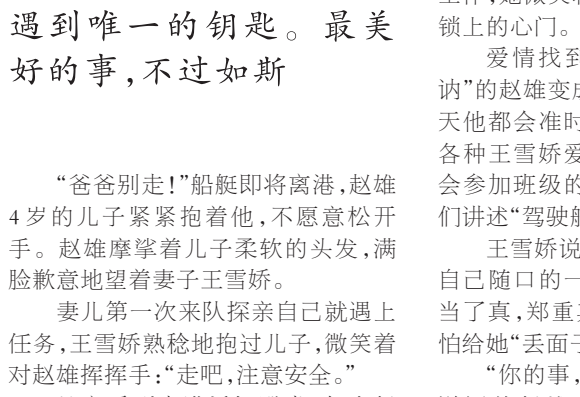 遇到唯一的钥匙。最美
好的事,不过如斯
“爸爸别走!”船艇即将离港,赵雄
4岁的儿子紧紧抱着他,不愿意松开
手。赵雄摩挲着儿子柔软的头发,满
脸歉意地望着妻子王雪娇。
妻儿第一次来队探亲自己就遇上
任务,王雪娇熟稔地抱过儿子,微笑着
对赵雄挥挥手:“走吧,注意安全。”
锁上的心门。
爱情找到
讷”的赵雄变成
天他都会准时
各种王雪娇爱
会参加班级的
们讲述“驾驶舰
王雪娇说
自己随口的一
当了真,郑重其
怕给她“丢面子
“你的事,